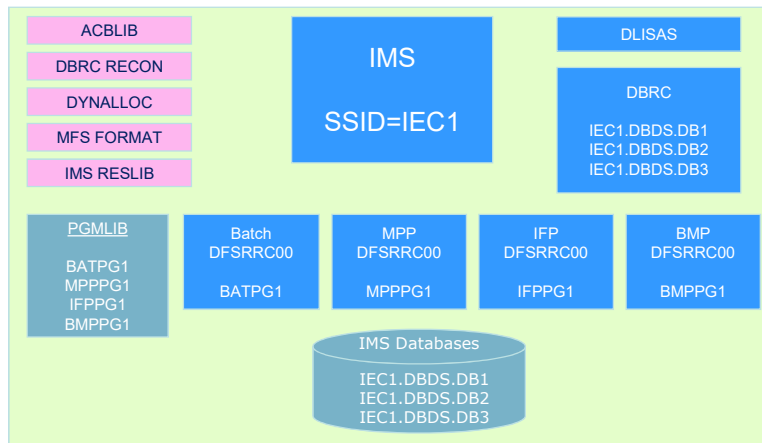 ACBLIB
DBRC RECON
DYNALLOC
MFS FORMAT
IMS RESLIB
IMS
SSID=IEC1
DLISAS
DBRC
IEC1.DBDS.DB1
IEC1.DBDS.DB2
IEC1.DBDS.DB3
PGMLIB
BATPG1
MPPPG1
IFPPG1
BMPPG1
Batch
DFSRRC00
BATPG1
MPP
DFSRRC00
MPPPG1
IFP
DFSRRC00
IFPPG1
BMP
DFSRRC00
BMPPG1
IMS Databases
IEC1.DBDS.DB1
IEC1.DBDS.DB2
IEC1.DBDS.DB3